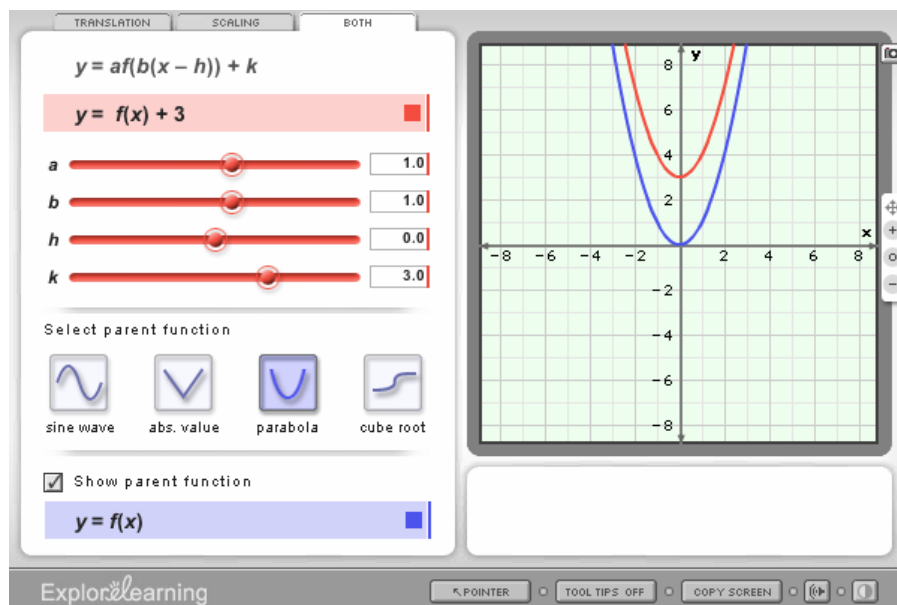 TRANSLATION SCALING BOTH
y = af(b(x – h)) + k
y = f(x) + 3
a 1.0
b 1.0
h 0.0
k 3.0
Select parent function
sine wave abs. value parabola cube root
Show parent function
y = f(x)
y
8
6
4
2
x
-8 -6 -4 -2 2 4 6 8
-2
-4
-6
-8
ExploreLearning
POINTER TOOL TIPS OFF COPY SCREEN